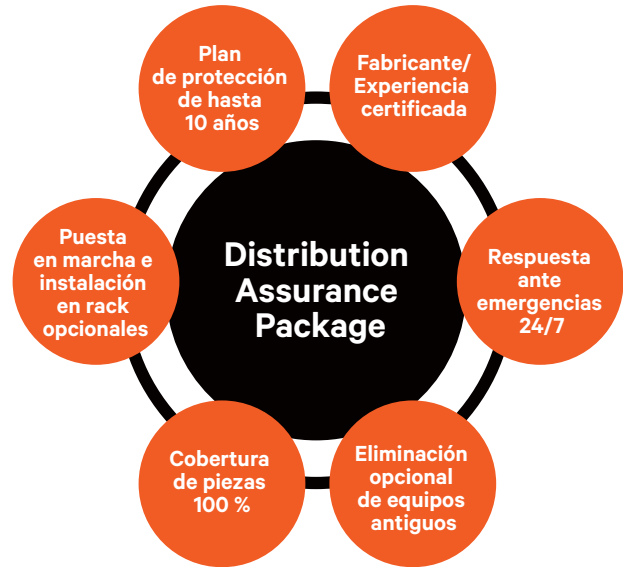 Plan
de protección
de hasta
10 años
Fabricante/
Experiencia
certificada
Puesta
en marcha e
instalación
en rack
opcionales
Distribution
Assurance
Package
Respuesta
ante
emergencias
24/7
Cobertura
de piezas
100 %
Eliminación
opcional
de equipos
antiguos